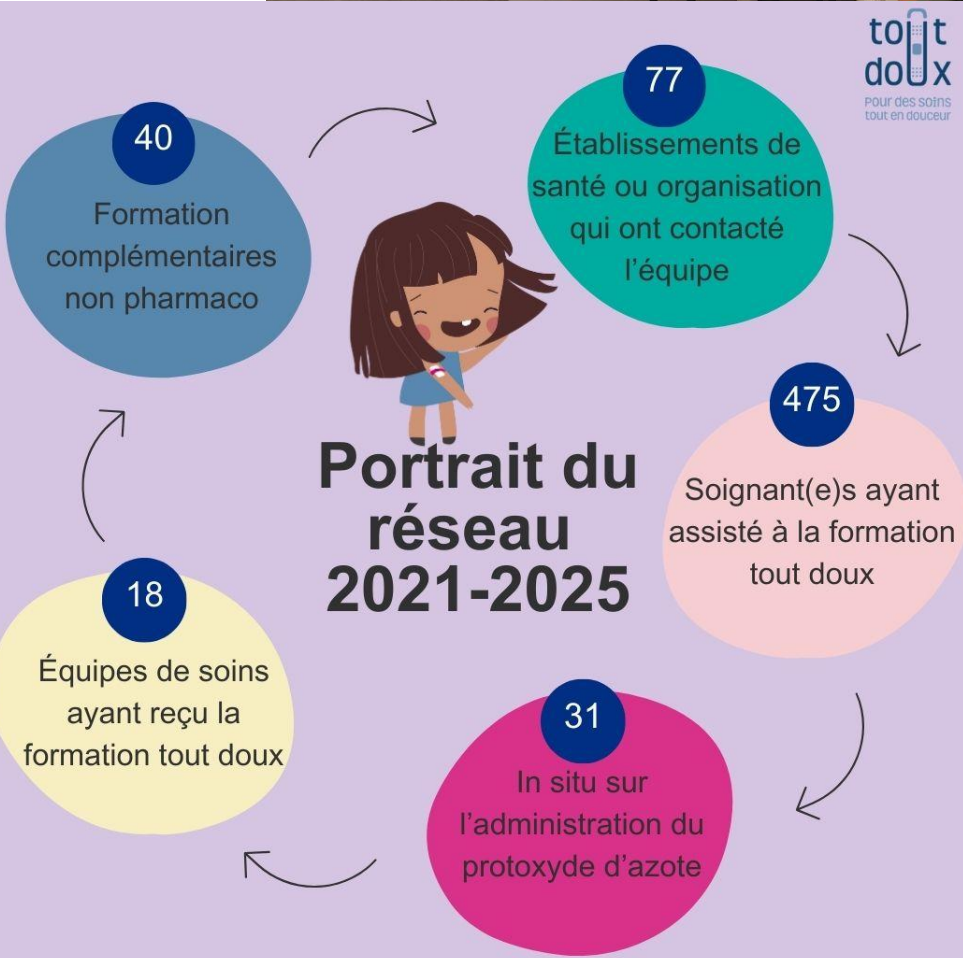 tout
doux
Pour des soins
tout en douceur
77
Établissements de
santé ou organisation
qui ont contacté
l'équipe
475
Soignant(e)s ayant
assisté à la formation
tout doux
31
In situ sur
l'administration du
protoxyde d'azote
18
Équipes de soins
ayant reçu la
formation tout doux
40
Formation
complémentaires
non pharmaco
Portrait du
réseau
2021-2025